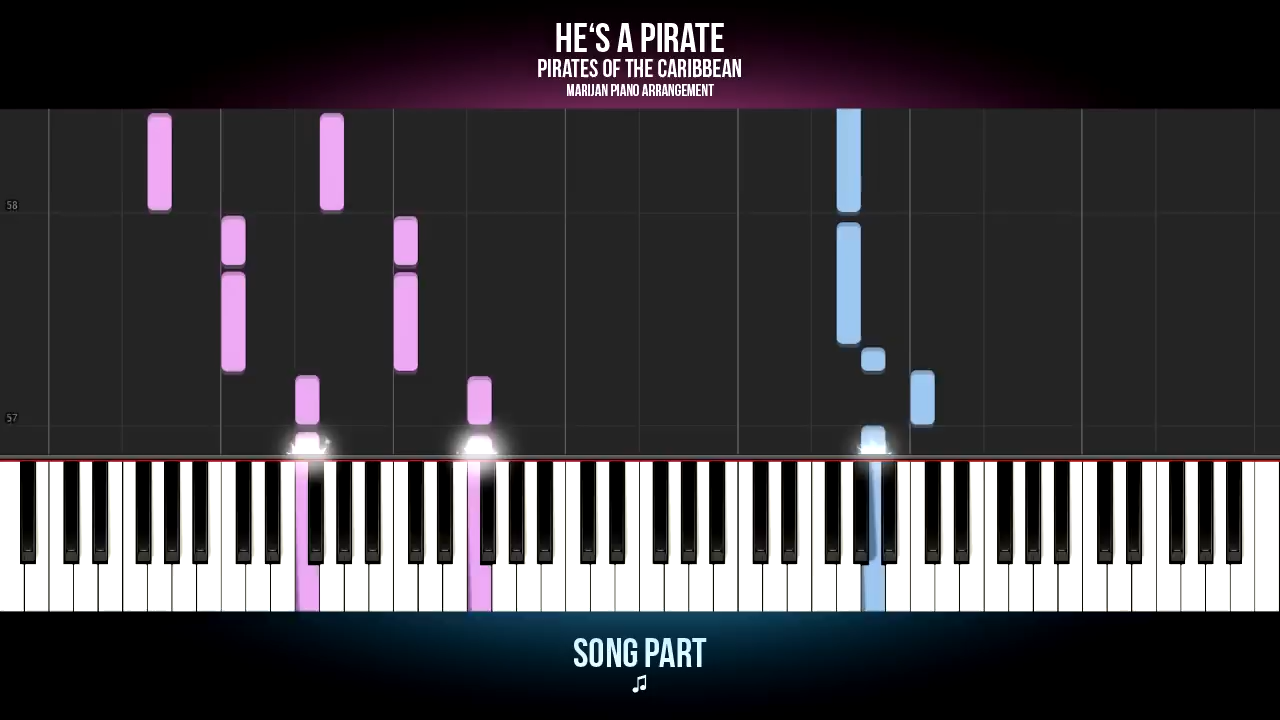 HE‘S A PIRATE
PIRATES OF THE CARIBBEAN
MARIJAN PIANO ARRANGEMENT
58
57
SONG PART